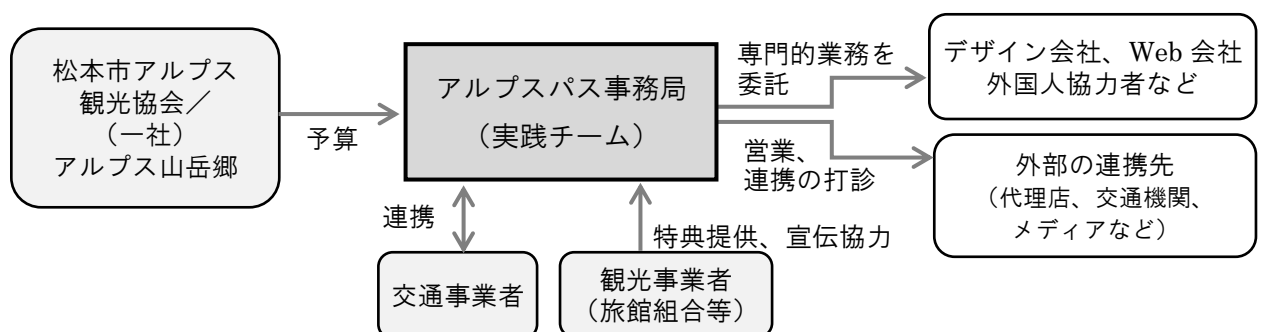 松本市アルプス
観光協会／
（一社）
アルプス山岳郷
予算
アルプスパス事務局
（実践チーム）
専門的業務を
委託
デザイン会社、Web 会社
外国人協力者など
営業、
連携の打診
外部の連携先
（代理店、交通機関、
メディアなど）
連携
特典提供、宣伝協力
交通事業者
観光事業者
（旅館組合等）